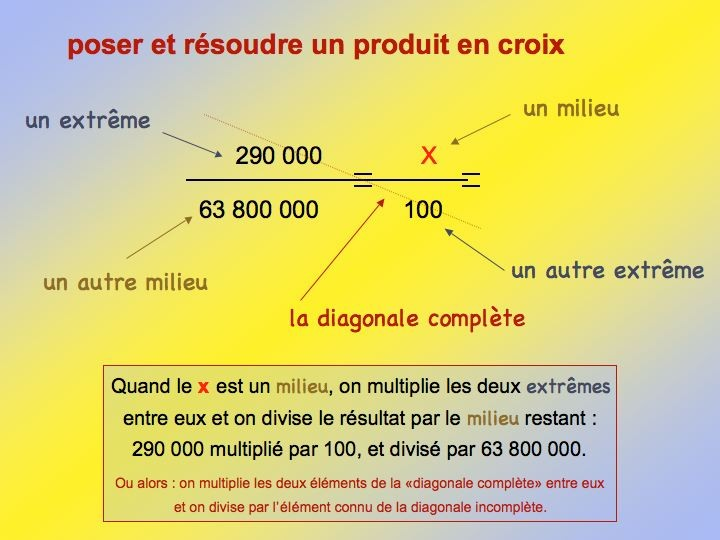 poser et résoudre un produit en croix
un extrême
un milieu
290 000 = X =
63 800 000 100
un autre milieu
un autre extrême
la diagonale complète
Quand le x est un milieu, on multiplie les deux extrêmes
entre eux et on divise le résultat par le milieu restant :
290 000 multiplié par 100, et divisé par 63 800 000.
Ou alors : on multiplie les deux éléments de la «diagonale complète» entre eux
et on divise par l'élément connu de la diagonale incomplète.